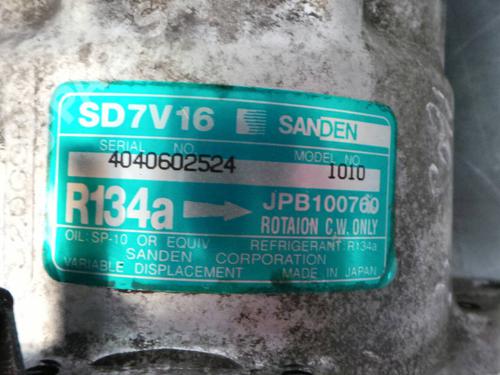 SD7V16 SANDEN
SERIAL NO. MODEL NO.
4040602524 1010
R134a JPB100760
ROTAION C.W. ONLY
OIL: SP-10 OR EQUIV REFRIGERANT: R134a
SANDEN CORPORATION
VARIABLE DISPLACEMENT MADE IN JAPAN